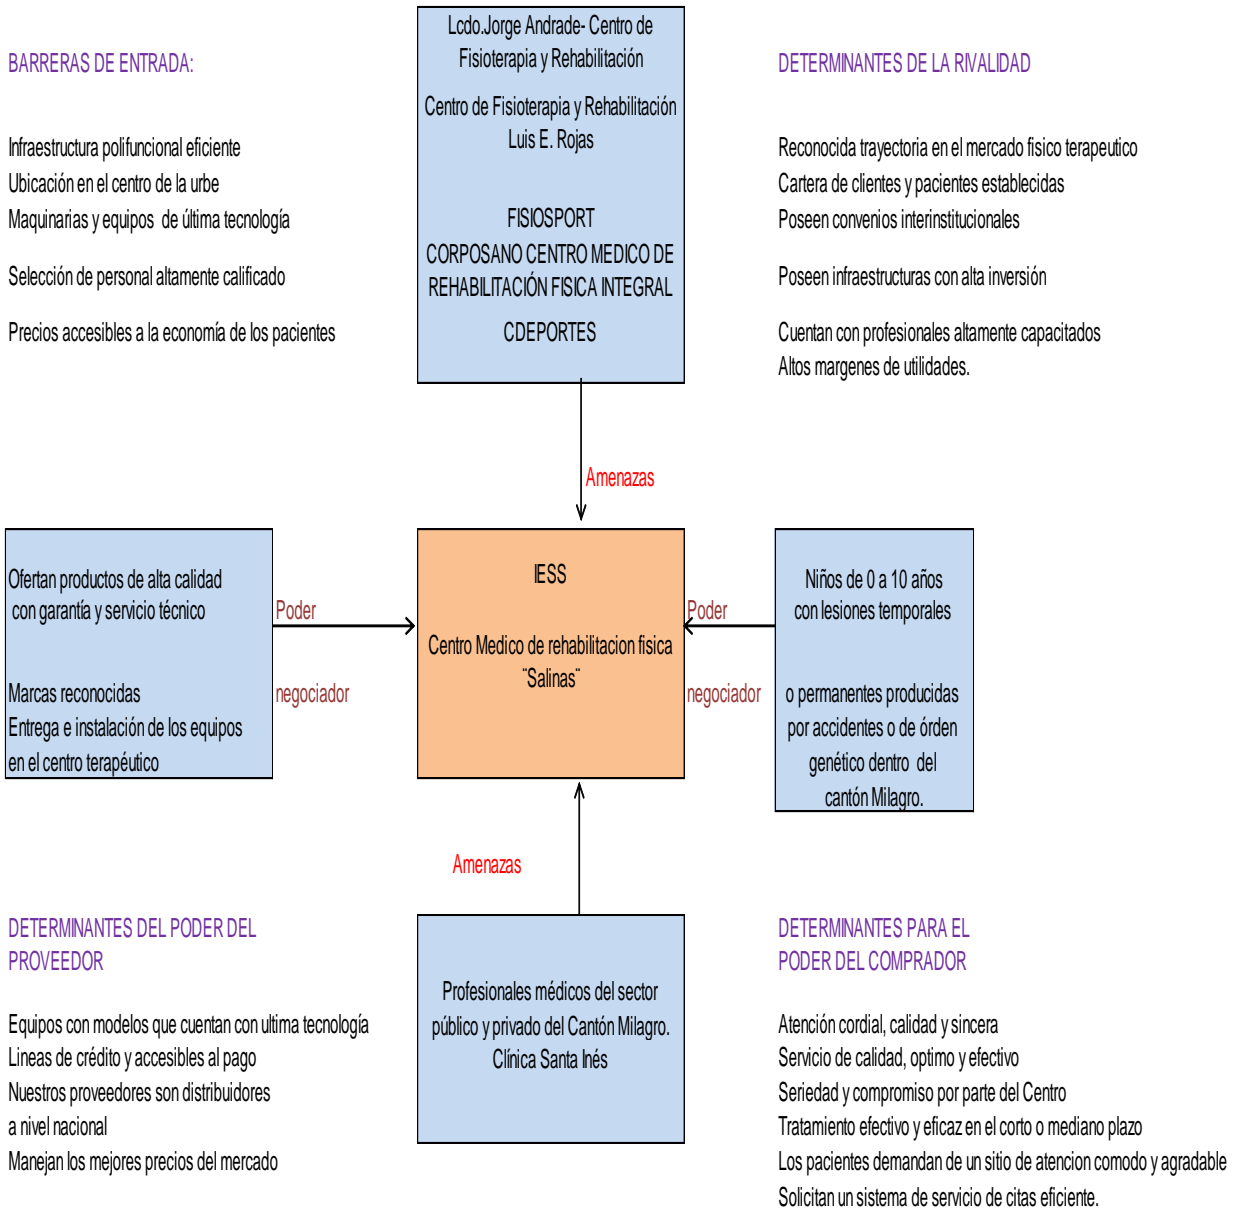 Lcdo.Jorge Andrade- Centro de
Fisioterapia y Rehabilitación
Centro de Fisioterapia y Rehabilitación
Luis E. Rojas
FISIOSPORT
CORPOSANO CENTRO MEDICO DE
REHABILITACIÓN FISICA INTEGRAL
CDEPORTES
BARRERAS DE ENTRADA:
Infraestructura polifuncional eficiente
Ubicación en el centro de la urbe
Maquinarias y equipos de última tecnología
Selección de personal altamente calificado
Precios accesibles a la economía de los pacientes
DETERMINANTES DE LA RIVALIDAD
Reconocida trayectoria en el mercado fisico terapeutico
Cartera de clientes y pacientes establecidas
Poseen convenios interinstitucionales
Poseen infraestructuras con alta inversión
Cuentan con profesionales altamente capacitados
Altos margenes de utilidades.
Amenazas
Ofertan productos de alta calidad
con garantía y servicio técnico
Marcas reconocidas
Entrega e instalación de los equipos
en el centro terapéutico
Poder
negociador
IESS
Centro Medico de rehabilitacion fisica
¨Salinas¨
Poder
negociador
Niños de 0 a 10 años
con lesiones temporales
o permanentes producidas
por accidentes o de órden
genético dentro del
cantón Milagro.
Amenazas
Profesionales médicos del sector
público y privado del Cantón Milagro.
Clínica Santa Inés
DETERMINANTES DEL PODER DEL
PROVEEDOR
Equipos con modelos que cuentan con ultima tecnología
Lineas de crédito y accesibles al pago
Nuestros proveedores son distribuidores
a nivel nacional
Manejan los mejores precios del mercado
DETERMINANTES PARA EL
PODER DEL COMPRADOR
Atención cordial, calidad y sincera
Servicio de calidad, optimo y efectivo
Seriedad y compromiso por parte del Centro
Tratamiento efectivo y eficaz en el corto o mediano plazo
Los pacientes demandan de un sitio de atencion comodo y agradable
Solicitan un sistema de servicio de citas eficiente.